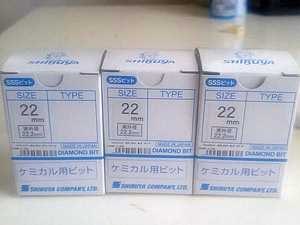 SHIBUYA
SSSビット
SIZE TYPE
22
mm
実外径
22.2mm
MADE IN JAPAN
DIAMOND BIT
ケミカル用ビット
SHIBUYA COMPANY, LTD.
SHIBUYA
SSSビット
SIZE TYPE
22
mm
実外径
22.2mm
MADE IN JAPAN
DIAMOND BIT
ケミカル用ビット
SHIBUYA COMPANY, LTD.
SHIBUYA
SSSビット
SIZE TYPE
22
mm
実外径
22.2mm
MADE IN JAPAN
DIAMOND BIT
ケミカル用ビット
SHIBUYA COMPANY, LTD.